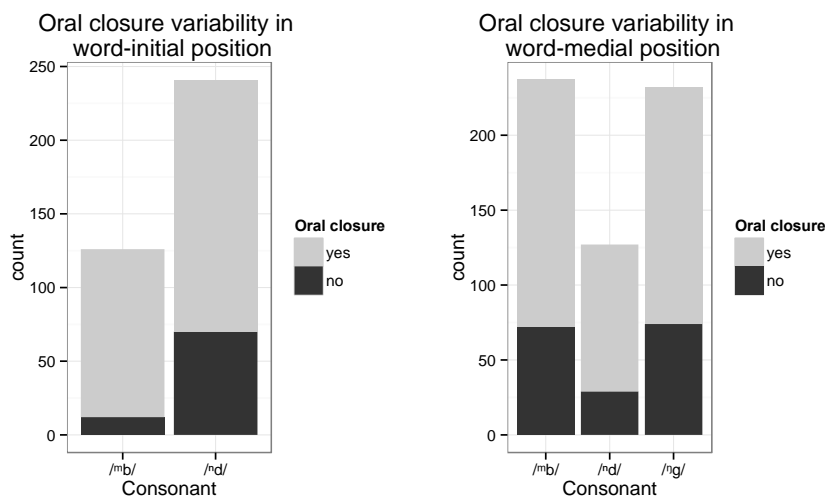 Oral closure variability in
word-initial position
250
200
150
100
50
0
count
/ᵐb/
/ⁿd/
Consonant
Oral closure
yes
no
Oral closure variability in
word-medial position
200
150
100
50
0
count
/ᵐb/
/ⁿd/
/ᵑg/
Consonant
Oral closure
yes
no